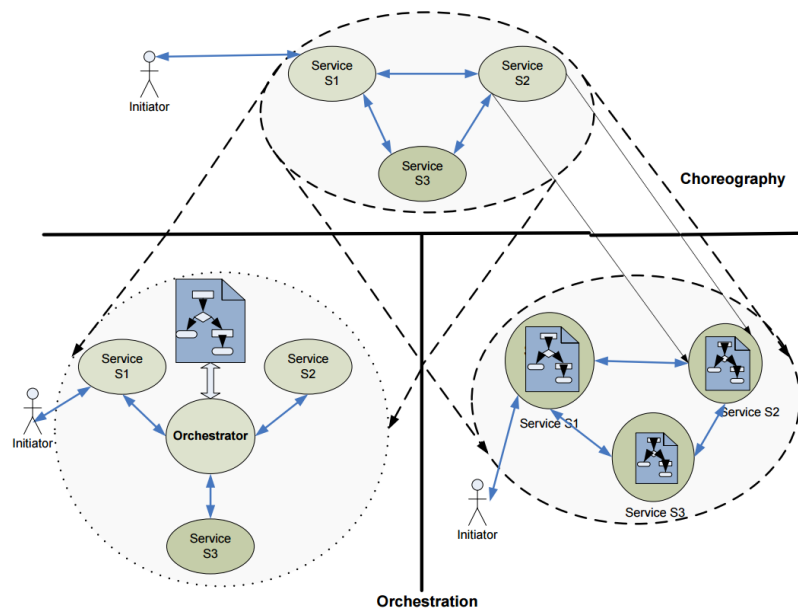 Service
S1
Service
S2
Initiator
Service
S3
Choreography
Service
S1
Service
S2
Initiator
Orchestrator
Service
S3
Service S1
Service S2
Service S3
Initiator
Orchestration